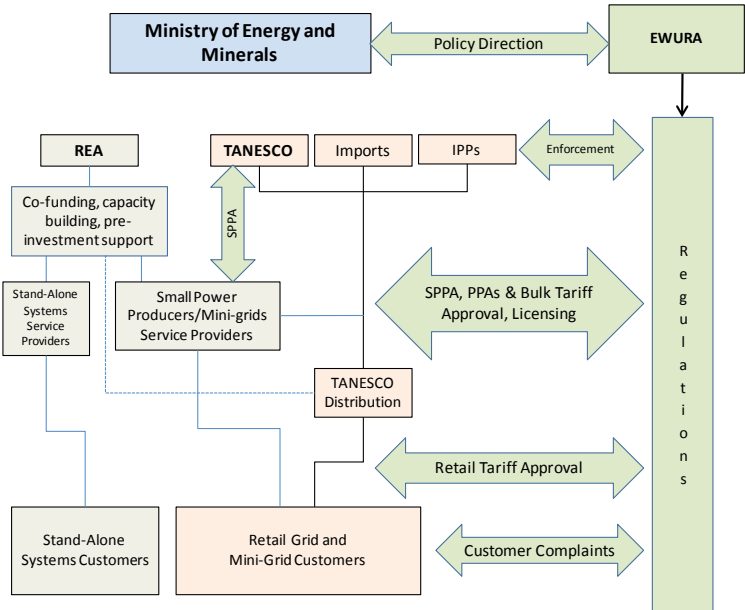 Ministry of Energy and
Minerals
Policy Direction
EWURA
REA
TANESCO
Imports
IPPs
Enforcement
Co-funding, capacity
building, pre-
investment support
SPPA
Stand-Alone
Systems
Service
Providers
Small Power
Producers/Mini-grids
Service Providers
SPPA, PPAs & Bulk Tariff
Approval, Licensing
Regulations
TANESCO
Distribution
Retail Tariff Approval
Stand-Alone
Systems Customers
Retail Grid and
Mini-Grid Customers
Customer Complaints